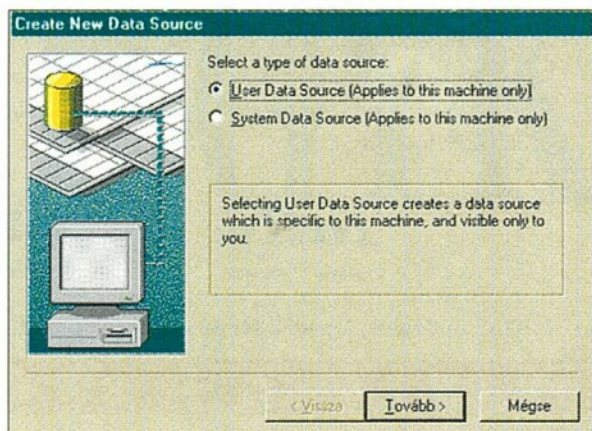 Create New Data Source
Select a type of data source:
User Data Source (Applies to this machine only)
System Data Source (Applies to this machine only)
Selecting User Data Source creates a data source
which is specific to this machine, and visible only to
you.
< Vissza
Tovább >
Mégse